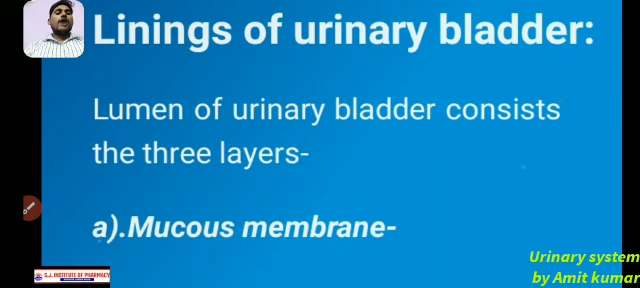 Linings of urinary bladder:
Lumen of urinary bladder consists
the three layers-
a).Mucous membrane-
S.J. INSTITUTE OF PHARMACY
Urinary system
by Amit kumar